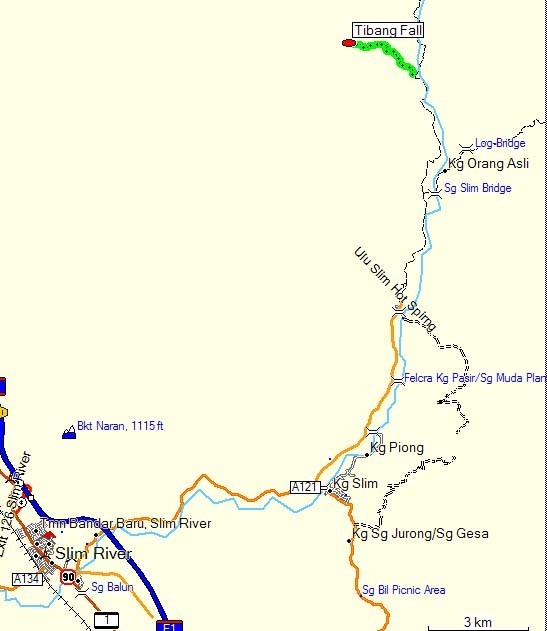 Tibang Fall
Log-Bridge
Kg Orang Asli
Sg Slim Bridge
Ulu Slim Hot Spirng
Felcra Kg Pasir/Sg Muda Plan
Bkt Naran, 1115 ft
Kg Piong
A121
Kg Slim
Exit 126 Slim River
Tmn Bandar Baru, Slim River
Kg Sg Jurong/Sg Gesa
Slim River
A134
90
Sg Balun
Sg Bil Picnic Area
1
E1
3 km